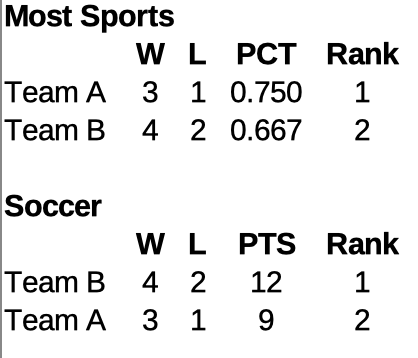 Most Sports
W L PCT Rank
Team A 3 1 0.750 1
Team B 4 2 0.667 2
Soccer
W L PTS Rank
Team B 4 2 12 1
Team A 3 1 9 2